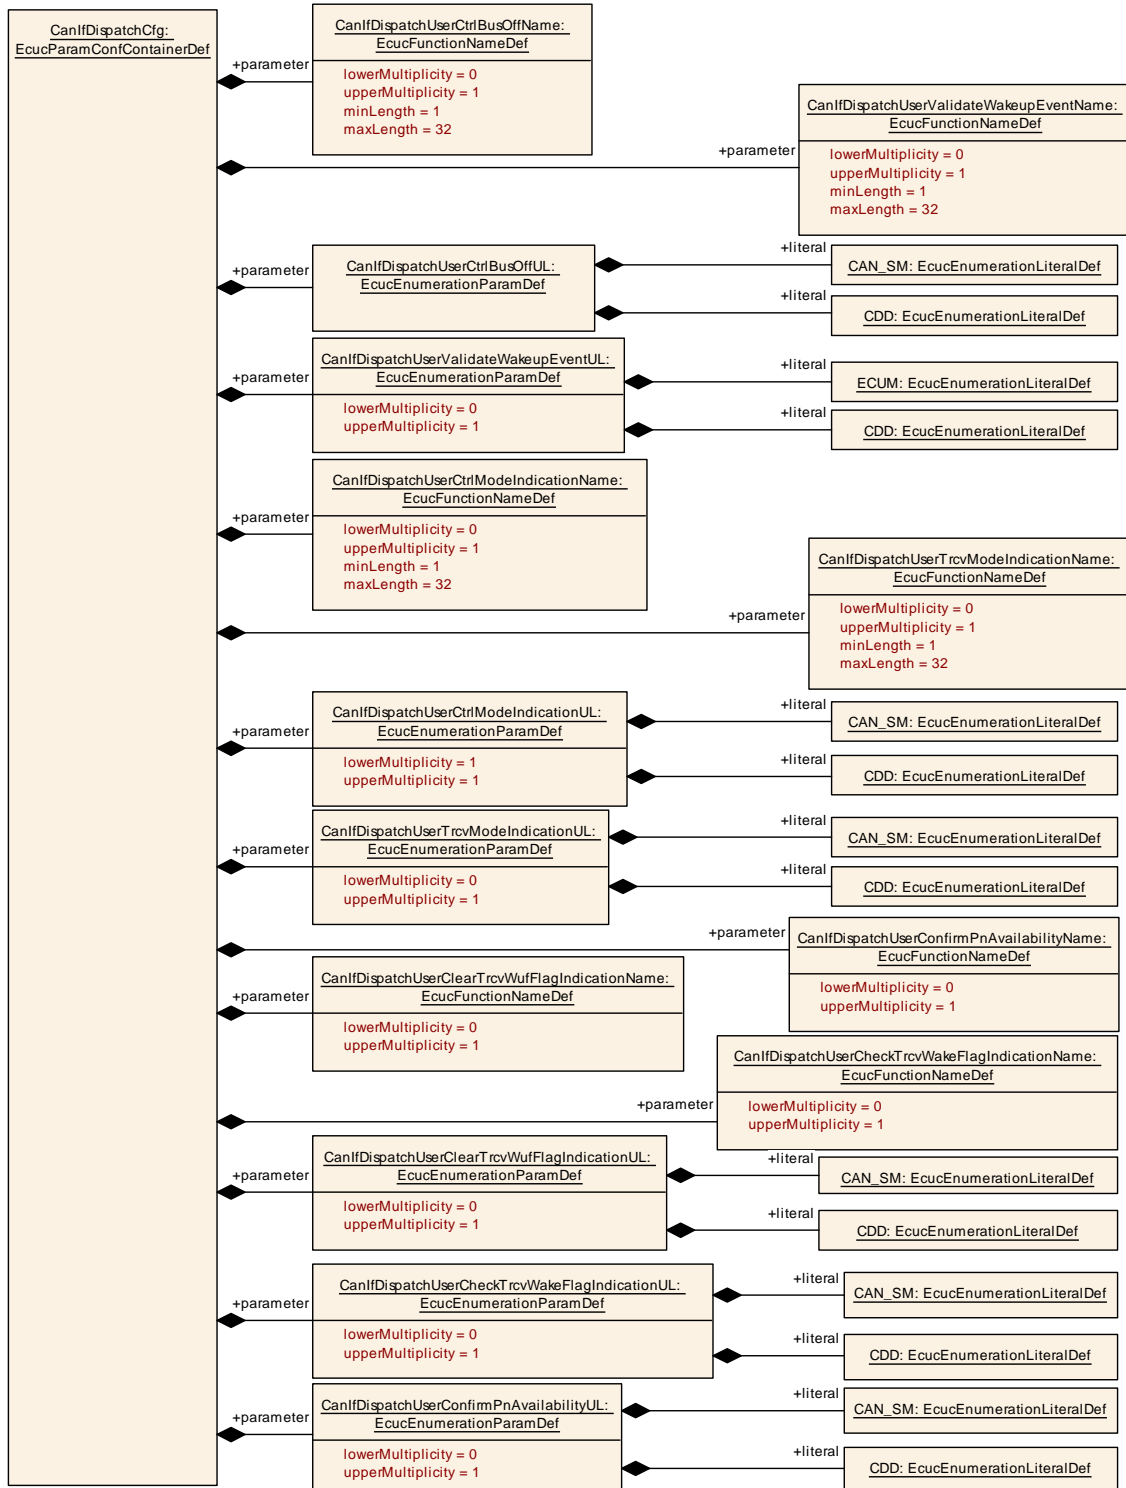 CanIfDispatchCfg:
EcucParamConfContainerDef
+parameter
CanIfDispatchUserCtrlBusOffName:
EcucFunctionNameDef
lowerMultiplicity = 0
upperMultiplicity = 1
minLength = 1
maxLength = 32
+parameter
CanIfDispatchUserValidateWakeupEventName:
EcucFunctionNameDef
lowerMultiplicity = 0
upperMultiplicity = 1
minLength = 1
maxLength = 32
+parameter
CanIfDispatchUserCtrlBusOffUL:
EcucEnumerationParamDef
+literal
CAN_SM: EcucEnumerationLiteralDef
+literal
CDD: EcucEnumerationLiteralDef
+parameter
CanIfDispatchUserValidateWakeupEventUL:
EcucEnumerationParamDef
lowerMultiplicity = 0
upperMultiplicity = 1
+literal
ECUM: EcucEnumerationLiteralDef
+literal
CDD: EcucEnumerationLiteralDef
+parameter
CanIfDispatchUserCtrlModeIndicationName:
EcucFunctionNameDef
lowerMultiplicity = 0
upperMultiplicity = 1
minLength = 1
maxLength = 32
+parameter
CanIfDispatchUserTrcvModeIndicationName:
EcucFunctionNameDef
lowerMultiplicity = 0
upperMultiplicity = 1
minLength = 1
maxLength = 32
+parameter
CanIfDispatchUserCtrlModeIndicationUL:
EcucEnumerationParamDef
lowerMultiplicity = 1
upperMultiplicity = 1
+literal
CAN_SM: EcucEnumerationLiteralDef
+literal
CDD: EcucEnumerationLiteralDef
+parameter
CanIfDispatchUserTrcvModeIndicationUL:
EcucEnumerationParamDef
lowerMultiplicity = 0
upperMultiplicity = 1
+literal
CAN_SM: EcucEnumerationLiteralDef
+literal
CDD: EcucEnumerationLiteralDef
+parameter
CanIfDispatchUserConfirmPnAvailabilityName:
EcucFunctionNameDef
lowerMultiplicity = 0
upperMultiplicity = 1
+parameter
CanIfDispatchUserClearTrcvWufFlagIndicationName:
EcucFunctionNameDef
lowerMultiplicity = 0
upperMultiplicity = 1
+parameter
CanIfDispatchUserCheckTrcvWakeFlagIndicationName:
EcucFunctionNameDef
lowerMultiplicity = 0
upperMultiplicity = 1
+parameter
CanIfDispatchUserClearTrcvWufFlagIndicationUL:
EcucEnumerationParamDef
lowerMultiplicity = 0
upperMultiplicity = 1
+literal
CAN_SM: EcucEnumerationLiteralDef
+literal
CDD: EcucEnumerationLiteralDef
+parameter
CanIfDispatchUserCheckTrcvWakeFlagIndicationUL:
EcucEnumerationParamDef
lowerMultiplicity = 0
upperMultiplicity = 1
+literal
CAN_SM: EcucEnumerationLiteralDef
+literal
CDD: EcucEnumerationLiteralDef
+parameter
CanIfDispatchUserConfirmPnAvailabilityUL:
EcucEnumerationParamDef
lowerMultiplicity = 0
upperMultiplicity = 1
+literal
CAN_SM: EcucEnumerationLiteralDef
+literal
CDD: EcucEnumerationLiteralDef